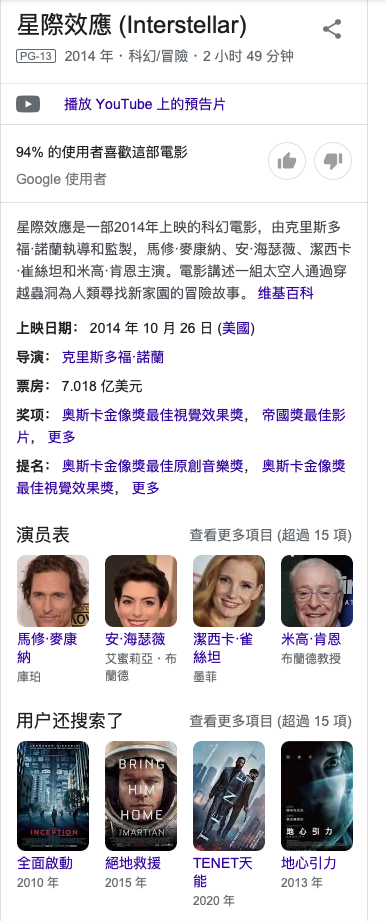 星際效應 (Interstellar)
PG-13 2014 年・科幻/冒險・2 小时 49 分钟
播放 YouTube 上的預告片
94% 的使用者喜歡這部電影
Google 使用者
星際效應是一部2014年上映的科幻電影，由克里斯多
福·諾蘭執導和監製，馬修·麥康納、安·海瑟薇、潔西卡
·崔絲坦和米高·肯恩主演。電影講述一組太空人通過穿
越蟲洞為人類尋找新家園的冒險故事。 维基百科
上映日期： 2014 年 10 月 26 日 (美國)
导演： 克里斯多福·諾蘭
票房： 7.018 亿美元
奖项： 奧斯卡金像獎最佳視覺效果獎， 帝國獎最佳影
片， 更多
提名： 奧斯卡金像獎最佳原創音樂獎， 奧斯卡金像獎
最佳視覺效果獎， 更多
演员表 查看更多項目 (超過 15 項)
馬修·麥康
納
庫珀
安·海瑟薇
艾蜜莉亞・布
蘭德
潔西卡·雀
絲坦
墨菲
米高·肯恩
布蘭德教授
用户还搜索了 查看更多項目 (超過 15 項)
INCEPTION
BRING
HIM
HOME
THE MARTIAN
TENET
地心引力
全面啟動
2010 年
絕地救援
2015 年
TENET天
能
2020 年
地心引力
2013 年